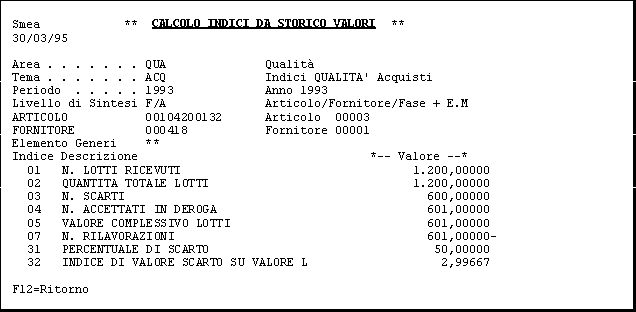 Smea ** CALCOLO INDICI DA STORICO VALORI **
30/03/95
Area . . . . . . . QUA Qualità
Tema . . . . . . . ACQ Indici QUALITA' Acquisti
Periodo . . . . . 1993 Anno 1993
Livello di Sintesi F/A Articolo/Fornitore/Fase + E.M
ARTICOLO 00104200132 Articolo 00003
FORNITORE 000418 Fornitore 00001
Elemento Generi **
Indice Descrizione *-- Valore --*
01 N. LOTTI RICEVUTI 1.200,00000
02 QUANTITA TOTALE LOTTI 1.200,00000
03 N. SCARTI 600,00000
04 N. ACCETTATI IN DEROGA 601,00000
05 VALORE COMPLESSIVO LOTTI 601,00000
07 N. RILAVORAZIONI 601,00000-
31 PERCENTUALE DI SCARTO 50,00000
32 INDICE DI VALORE SCARTO SU VALORE L 2,99667
F12=Ritorno